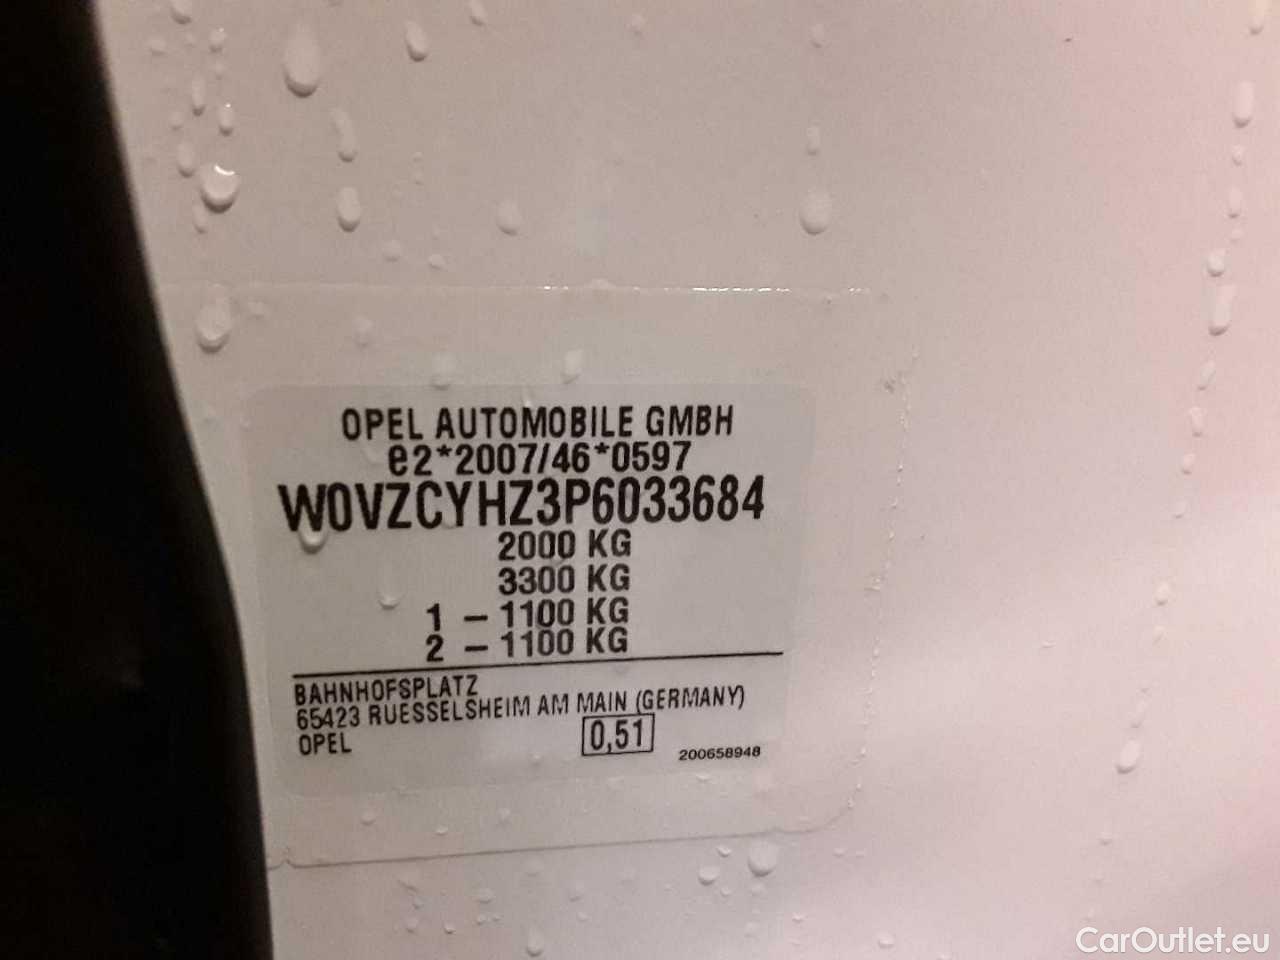 OPEL AUTOMOBILE GMBH
e2*2007/46*0597
W0VZCYHZ3P6033684
2000 KG
3300 KG
1 – 1100 KG
2 – 1100 KG
BAHNHOFSPLATZ
65423 RUESSELSHEIM AM MAIN (GERMANY)
OPEL 0,51 200658948
CarOutlet.eu